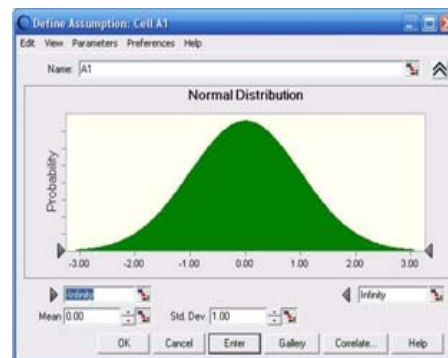 Define Assumption: Cell A1
Edit View Parameters Preferences Help
Name: A1
Normal Distribution
Probability
-3.00 -2.00 -1.00 0.00 1.00 2.00 3.00
-Infinity Infinity
Mean 0.00 Std. Dev. 1.00
OK Cancel Enter Gallery Correlate... Help